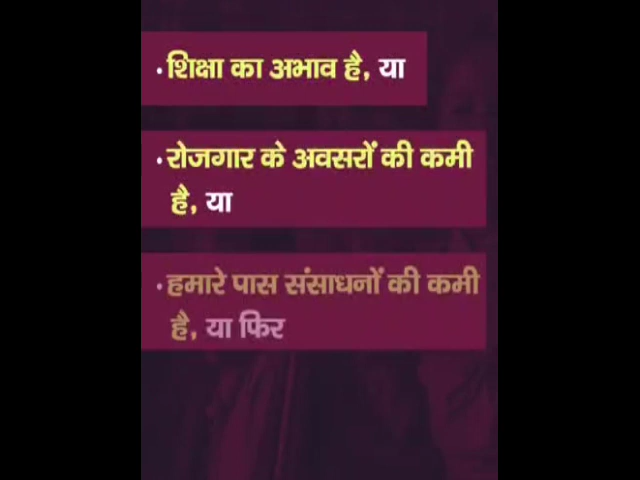 • शिक्षा का अभाव है, या
• रोजगार के अवसरों की कमी
है, या
• हमारे पास संसाधनों की कमी
है, या फिर